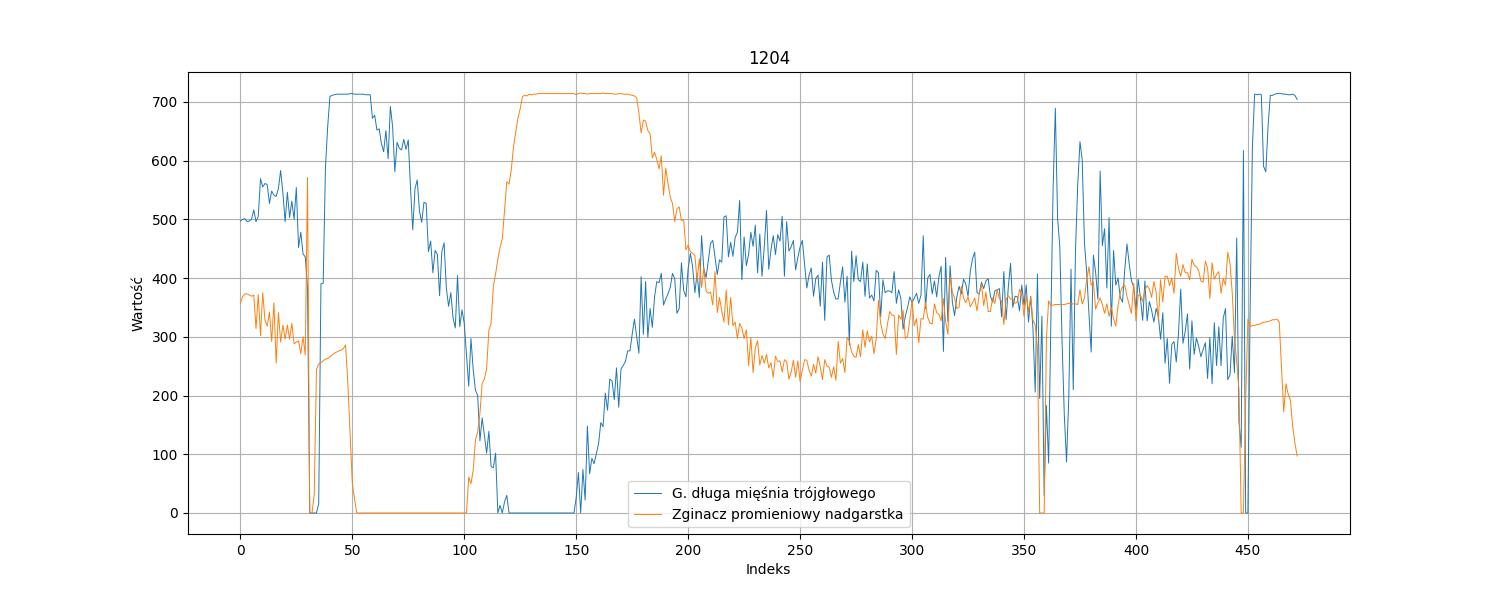 1204
Wartość
700
600
500
400
300
200
100
0
G. długa mięśnia trójgłowego
Zginacz promieniowy nadgarstka
0 50 100 150 200 250 300 350 400 450
Indeks